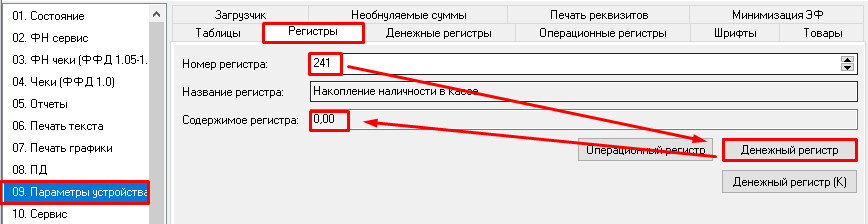 01. Состояние
02. ФН сервис
03. ФН чеки (ФФД 1.05-1.
04. Чеки (ФФД 1.0)
05. Отчеты
06. Печать текста
07. Печать графики
08. ПД
09. Параметры устройства
10. Сервис
Загрузчик Необнуляемые суммы Печать реквизитов Минимизация ЭФ
Таблицы Регистры Денежные регистры Операционные регистры Шрифты Товары
Номер регистра: 241
Название регистра: Накопление наличности в кассе.
Содержимое регистра: 0,00
Операционный регистр Денежный регистр
Денежный регистр (К)